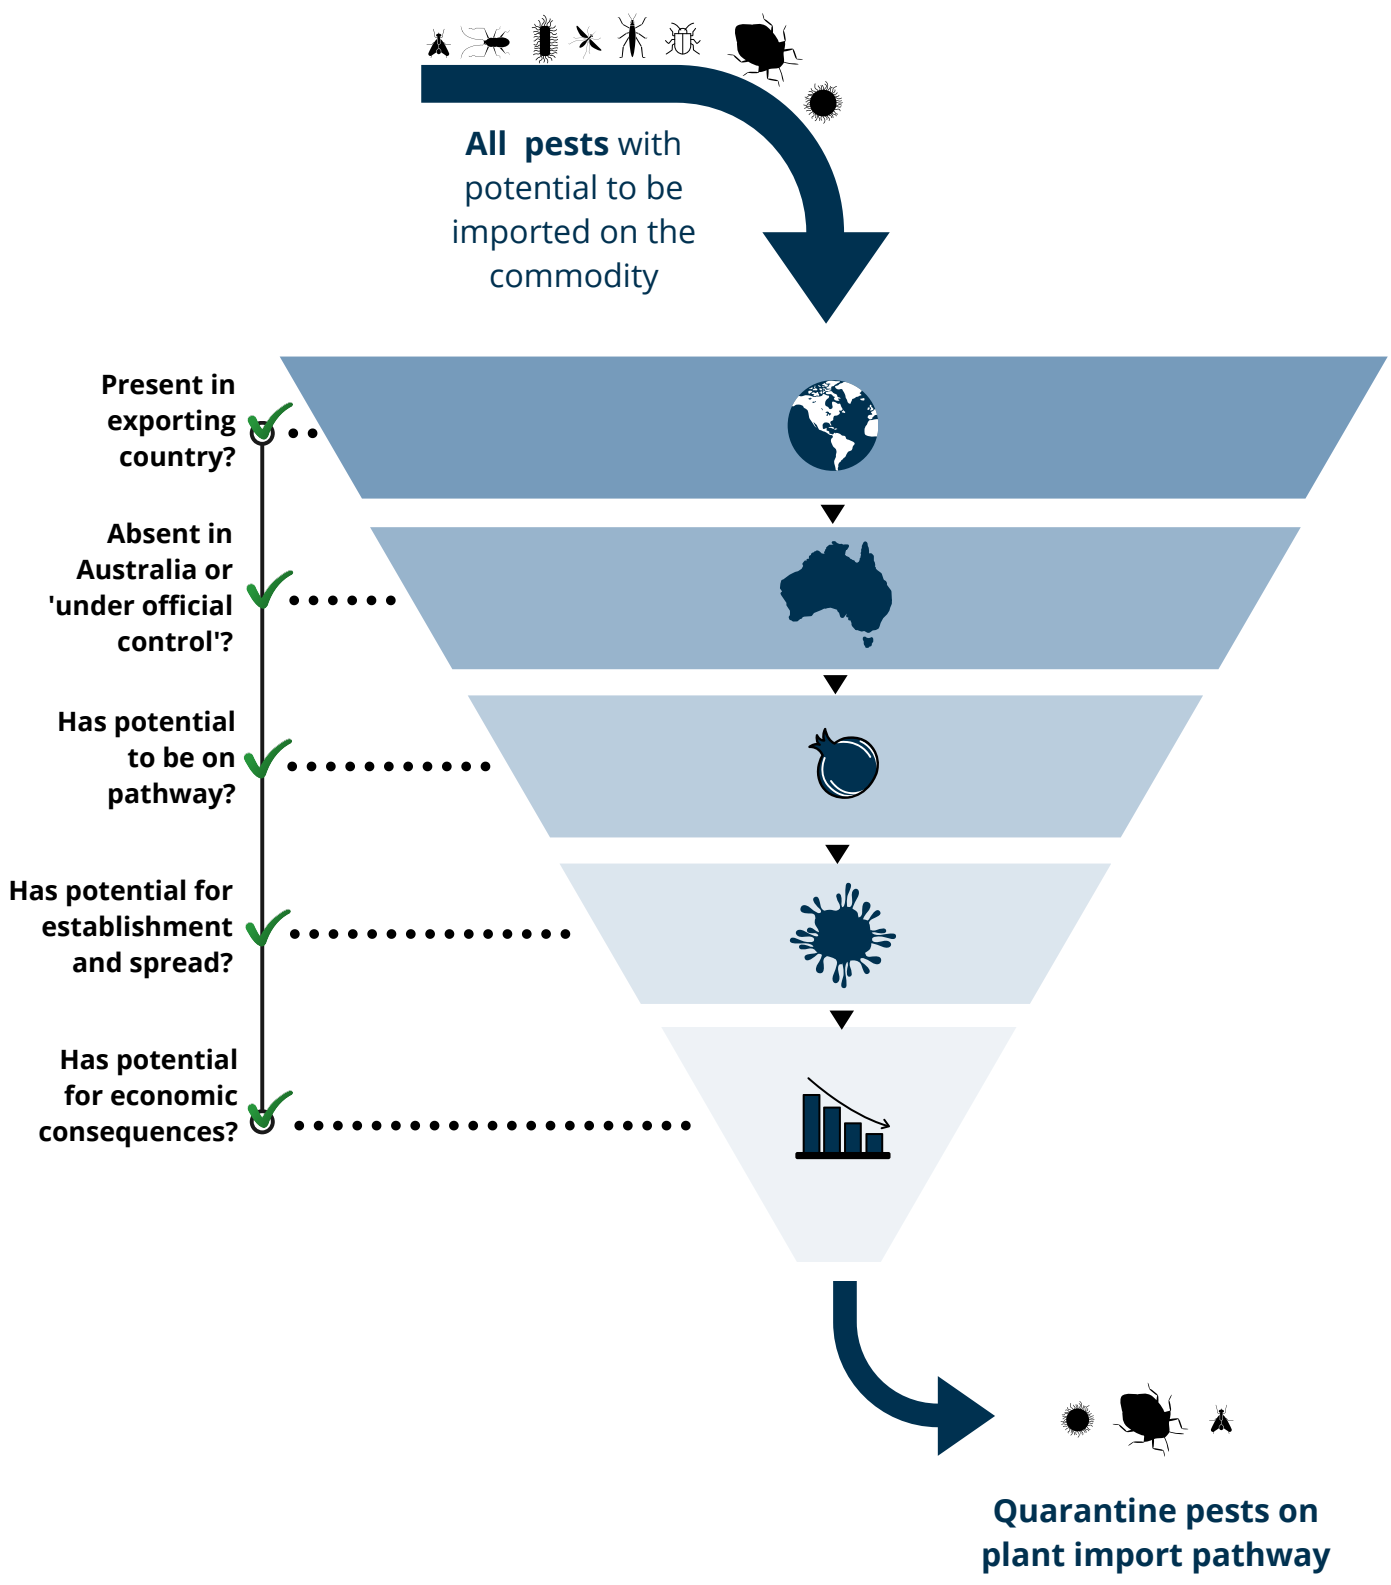 All pests with
potential to be
imported on the
commodity
Present in
exporting
country?
Absent in
Australia or
'under official
control'?
Has potential
to be on
pathway?
Has potential for
establishment
and spread?
Has potential
for economic
consequences?
Quarantine pests on
plant import pathway